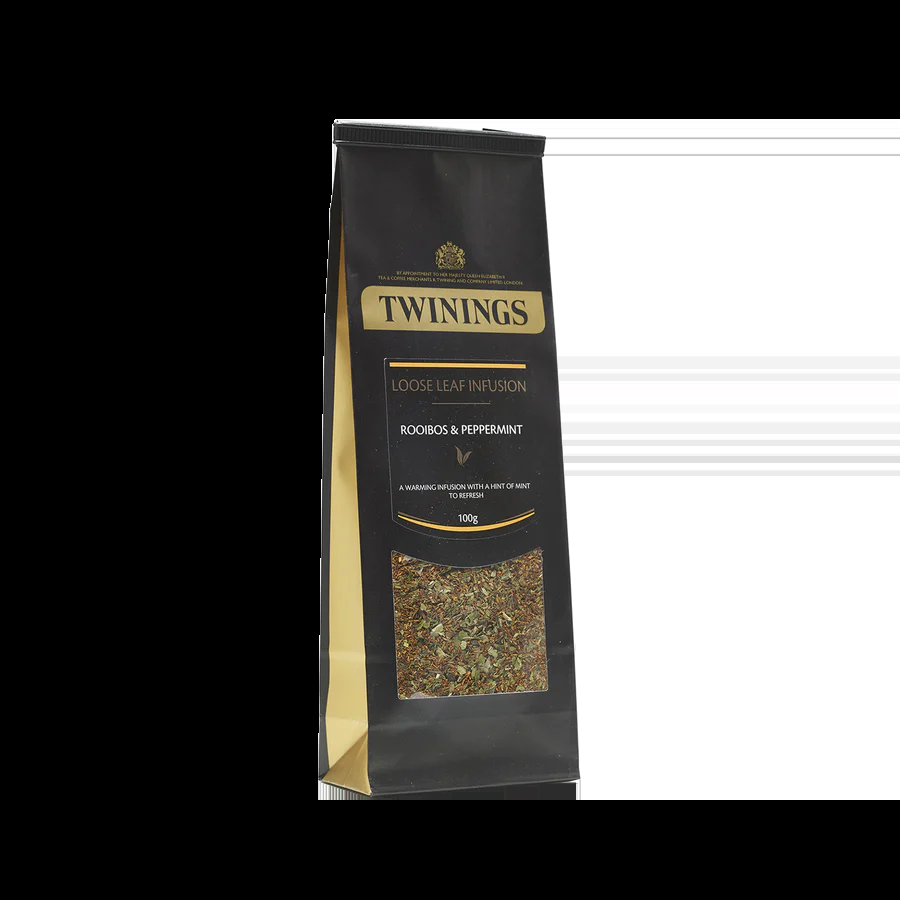 BY APPOINTMENT TO HER MAJESTY QUEEN ELIZABETH II
TEA & COFFEE MERCHANTS R. TWINING AND COMPANY LIMITED, LONDON
TWININGS
LOOSE LEAF INFUSION
ROOIBOS & PEPPERMINT
A WARMING INFUSION WITH A HINT OF MINT
TO REFRESH
100g